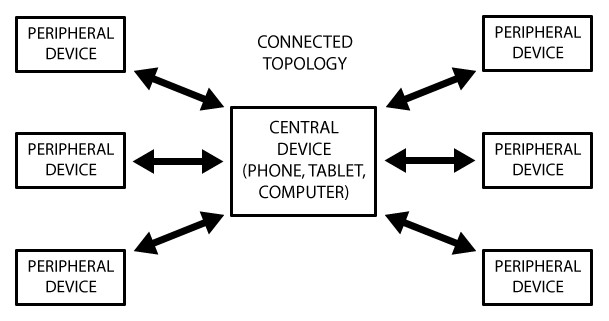 PERIPHERAL
DEVICE
CONNECTED
TOPOLOGY
PERIPHERAL
DEVICE
PERIPHERAL
DEVICE
CENTRAL
DEVICE
(PHONE, TABLET,
COMPUTER)
PERIPHERAL
DEVICE
PERIPHERAL
DEVICE
PERIPHERAL
DEVICE